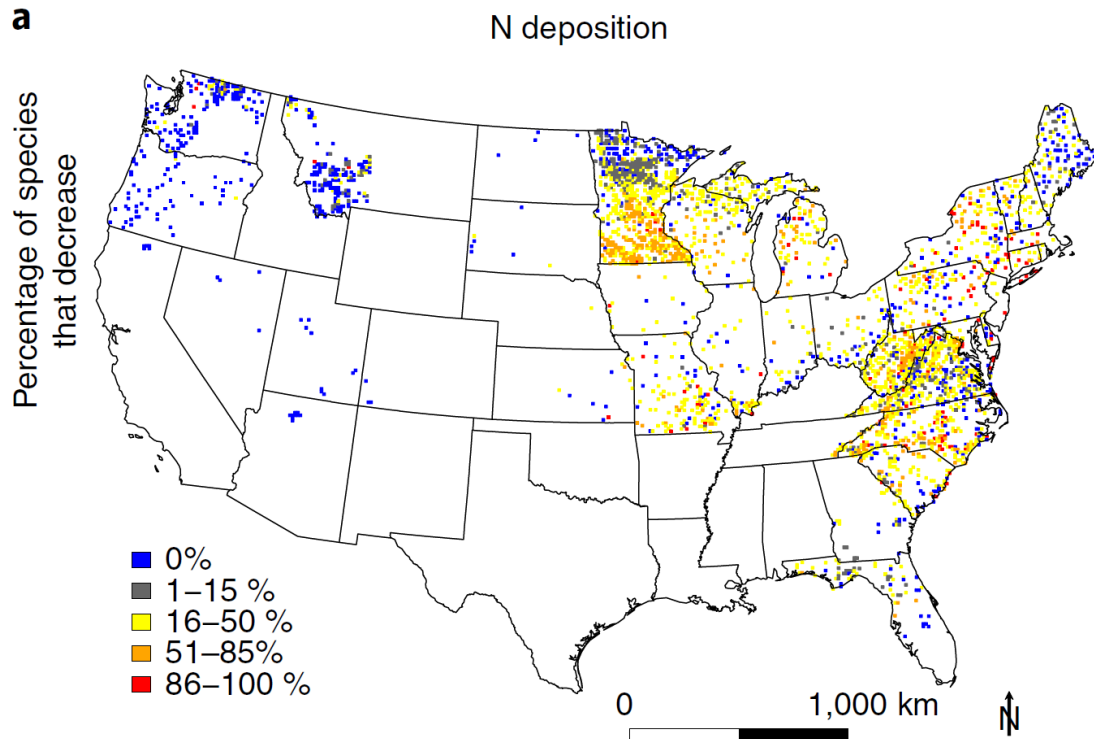 a
N deposition
Percentage of species
that decrease
0%
1–15 %
16–50 %
51–85%
86–100 %
0 1,000 km
N